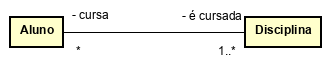 - cursa
- é cursada
Aluno
Disciplina
*
1..*